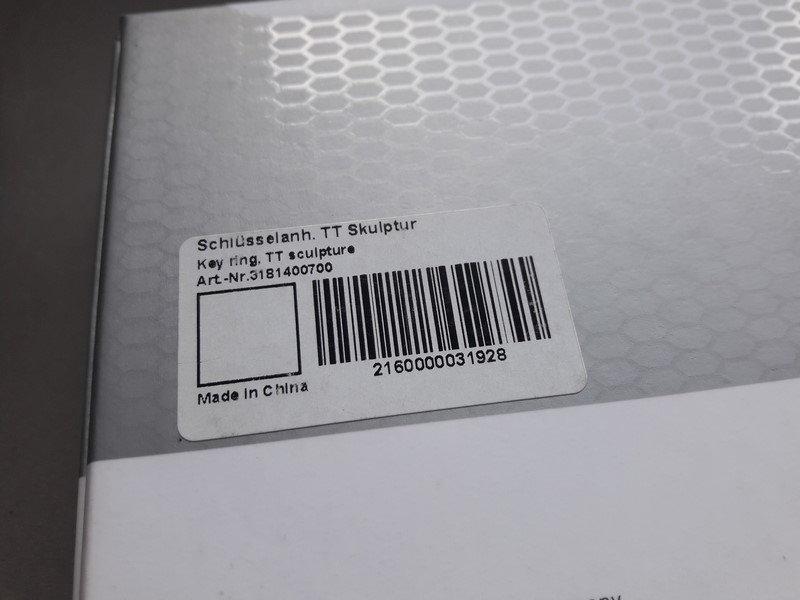 Schlüsselanh. TT Skulptur
Key ring, TT sculpture
Art.-Nr.3181400700
2160000031928
Made in China